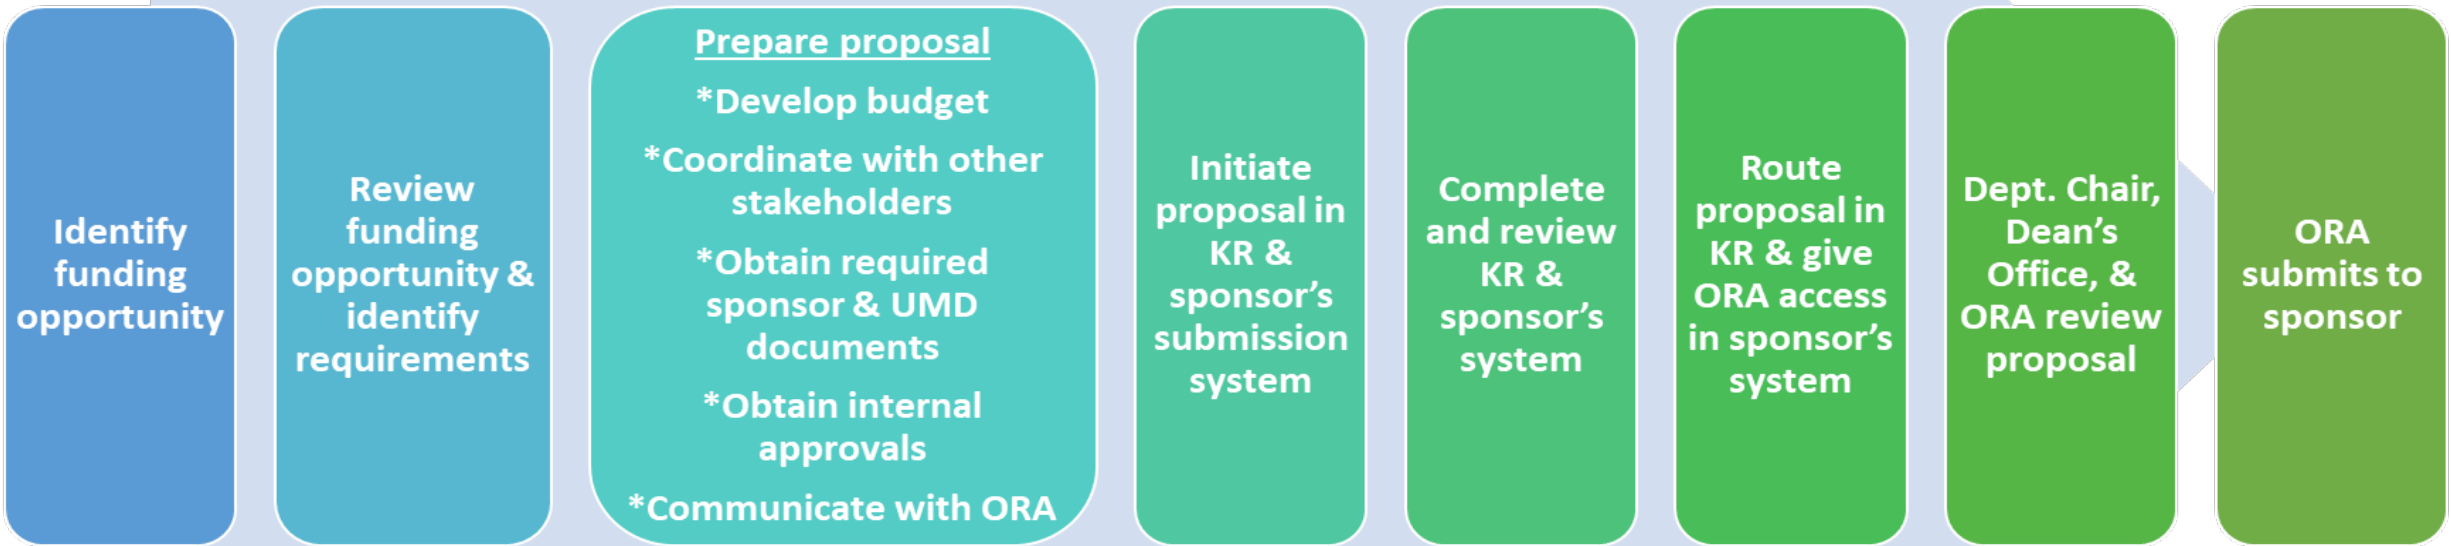 Identify
funding
opportunity
Review
funding
opportunity &
identify
requirements
Prepare proposal
*Develop budget
*Coordinate with other
stakeholders
*Obtain required
sponsor & UMD
documents
*Obtain internal
approvals
*Communicate with ORA
Initiate
proposal in
KR &
sponsor’s
submission
system
Complete
and review
KR &
sponsor’s
system
Route
proposal in
KR & give
ORA access
in sponsor’s
system
Dept. Chair,
Dean’s
Office, &
ORA review
proposal
ORA
submits to
sponsor